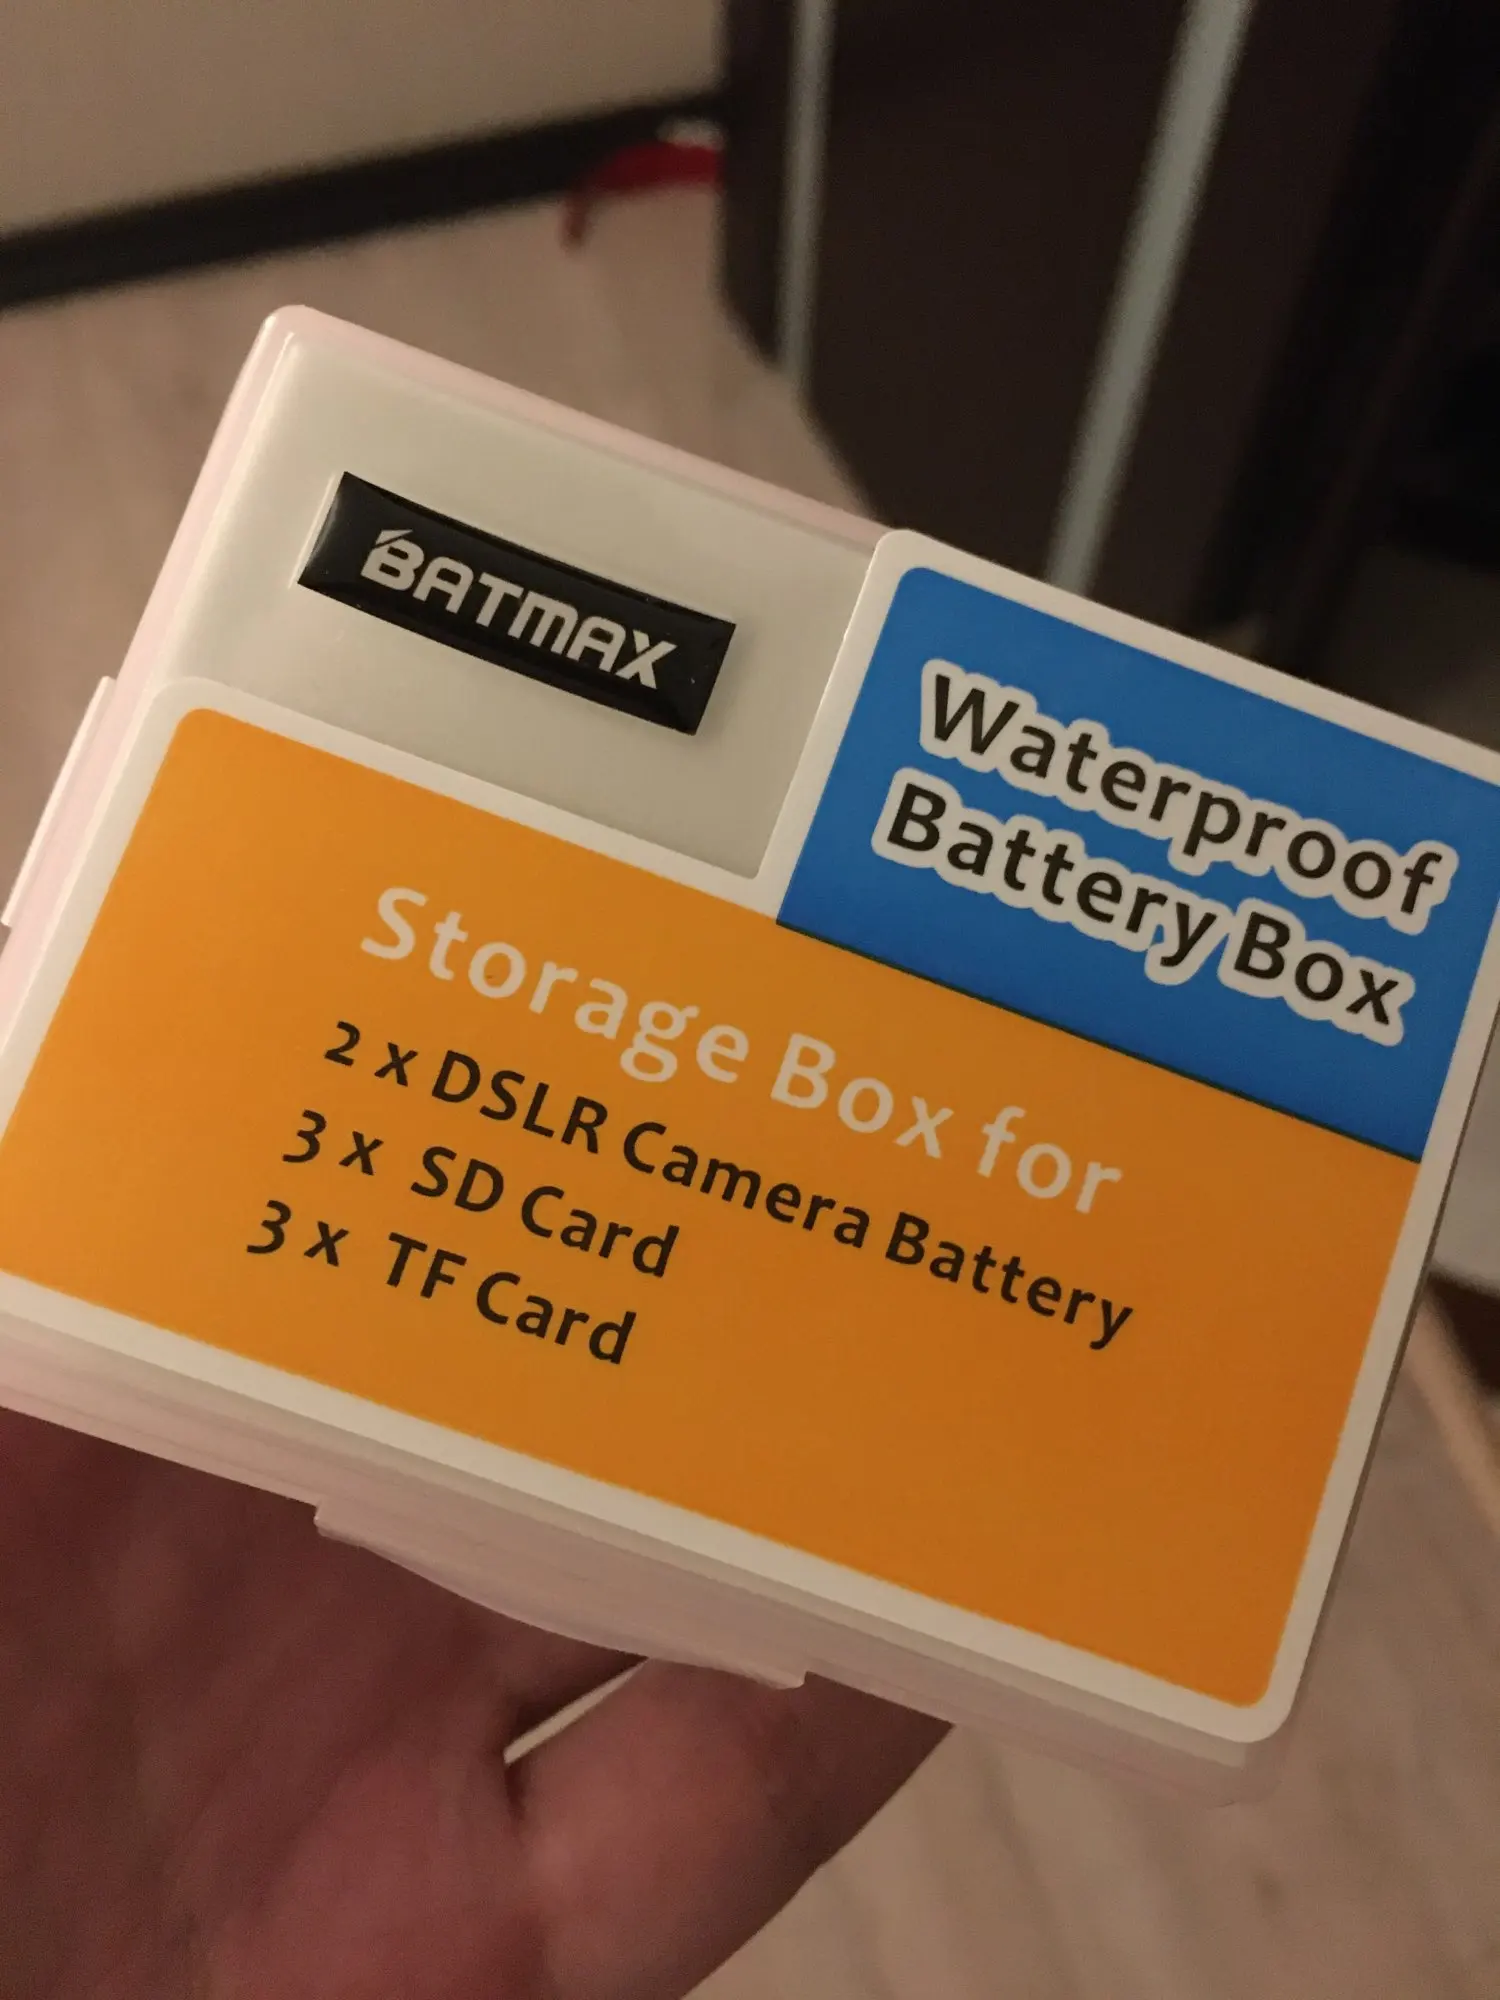 BATMAX
Waterproof
Battery Box
Storage Box for
2 x DSLR Camera Battery
3 x SD Card
3 x TF Card